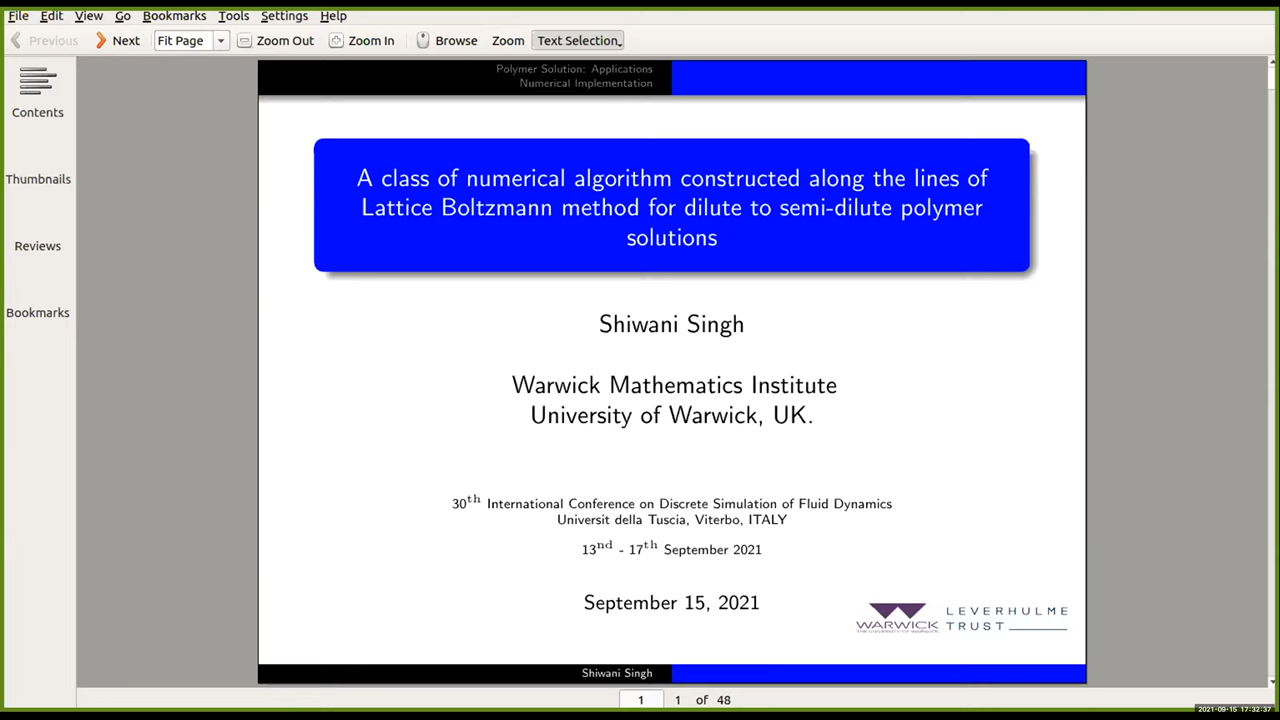 File Edit View Go Bookmarks Tools Settings Help
Previous Next Fit Page Zoom Out Zoom In Browse Zoom Text Selection
Contents
Thumbnails
Reviews
Bookmarks
Polymer Solution: Applications
Numerical Implementation
A class of numerical algorithm constructed along the lines of
Lattice Boltzmann method for dilute to semi-dilute polymer
solutions
Shiwani Singh
Warwick Mathematics Institute
University of Warwick, UK.
30th International Conference on Discrete Simulation of Fluid Dynamics
Universit della Tuscia, Viterbo, ITALY
13nd - 17th September 2021
September 15, 2021
WARWICK
THE UNIVERSITY OF WARWICK
LEVERHULME
TRUST
Shiwani Singh
1 1 of 48
2021-09-15 17:32:37